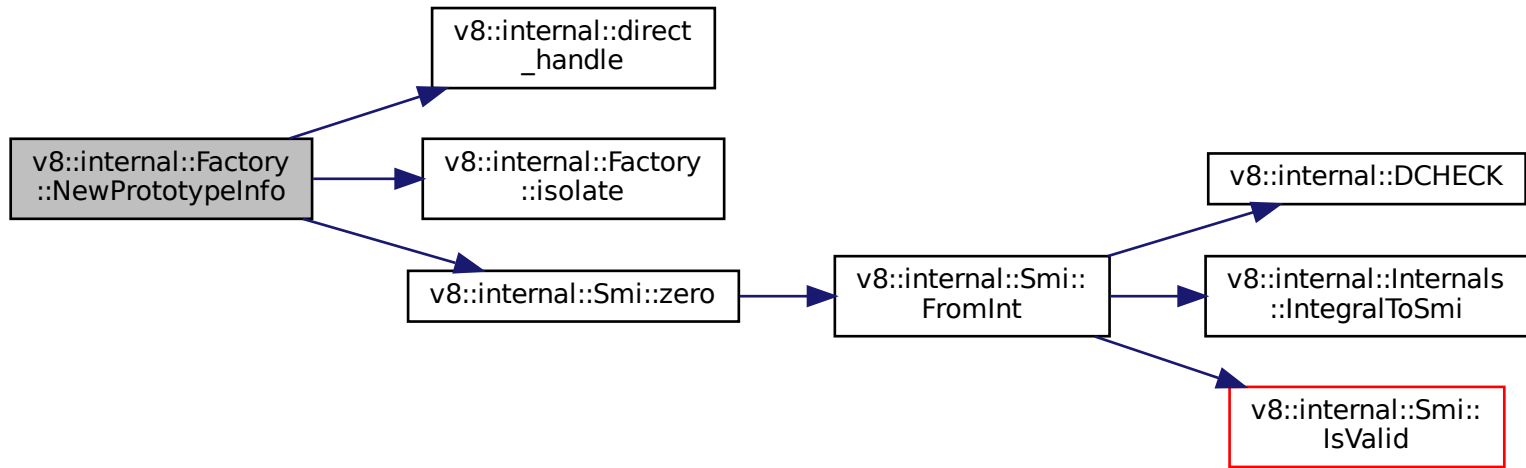 v8::internal::Factory
::NewPrototypeInfo
v8::internal::direct
_handle
v8::internal::Factory
::isolate
v8::internal::Smi::zero
v8::internal::Smi::
FromInt
v8::internal::DCHECK
v8::internal::Internals
::IntegralToSmi
v8::internal::Smi::
IsValid